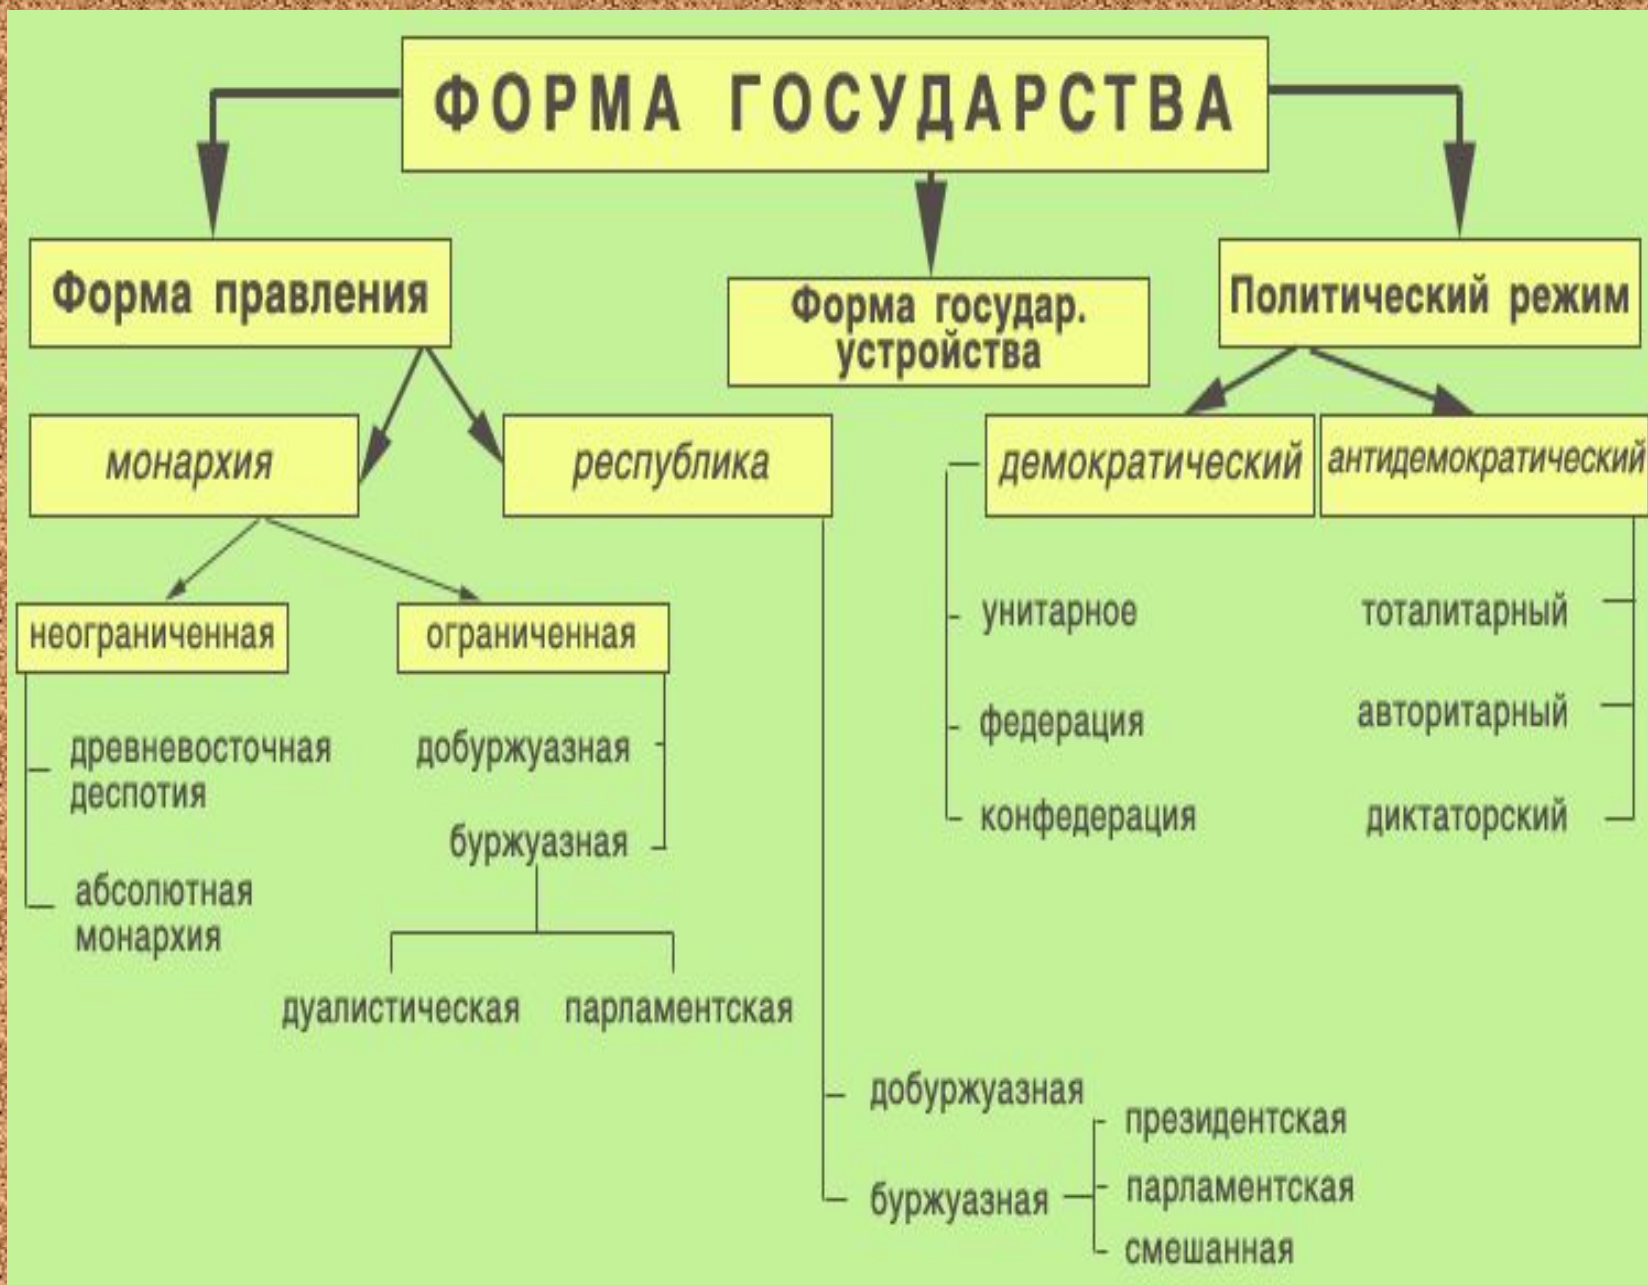 ФОРМА ГОСУДАРСТВА
Форма правления
Форма государ.
устройства
Политический режим
монархия
республика
демократический
антидемократический
неограниченная
ограниченная
унитарное
тоталитарный
древневосточная
деспотия
добуржуазная
федерация
авторитарный
буржуазная
конфедерация
диктаторский
абсолютная
монархия
дуалистическая
парламентская
добуржуазная
президентская
буржуазная
парламентская
смешанная